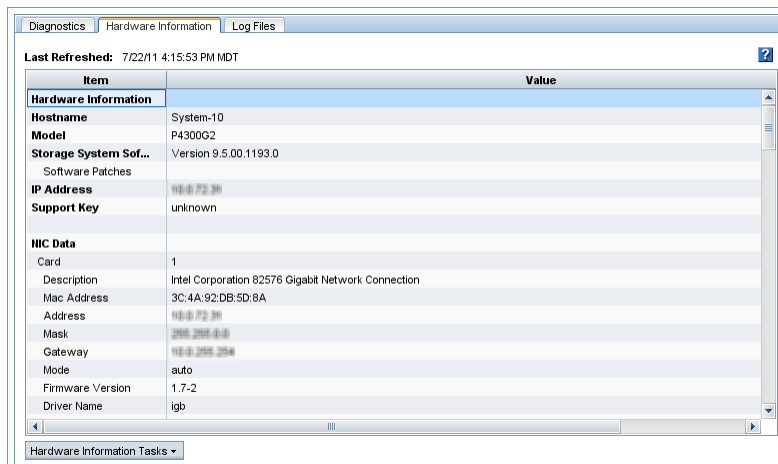 Diagnostics Hardware Information Log Files
Last Refreshed: 7/22/11 4:15:53 PM MDT ?
Item Value
Hardware Information
Hostname System-10
Model P4300G2
Storage System Sof... Version 9.5.00.1193.0
Software Patches
IP Address
Support Key unknown
NIC Data
Card 1
Description Intel Corporation 82576 Gigabit Network Connection
Mac Address 3C:4A:92:DB:5D:8A
Address
Mask
Gateway
Mode auto
Firmware Version 1.7-2
Driver Name igb
Hardware Information Tasks